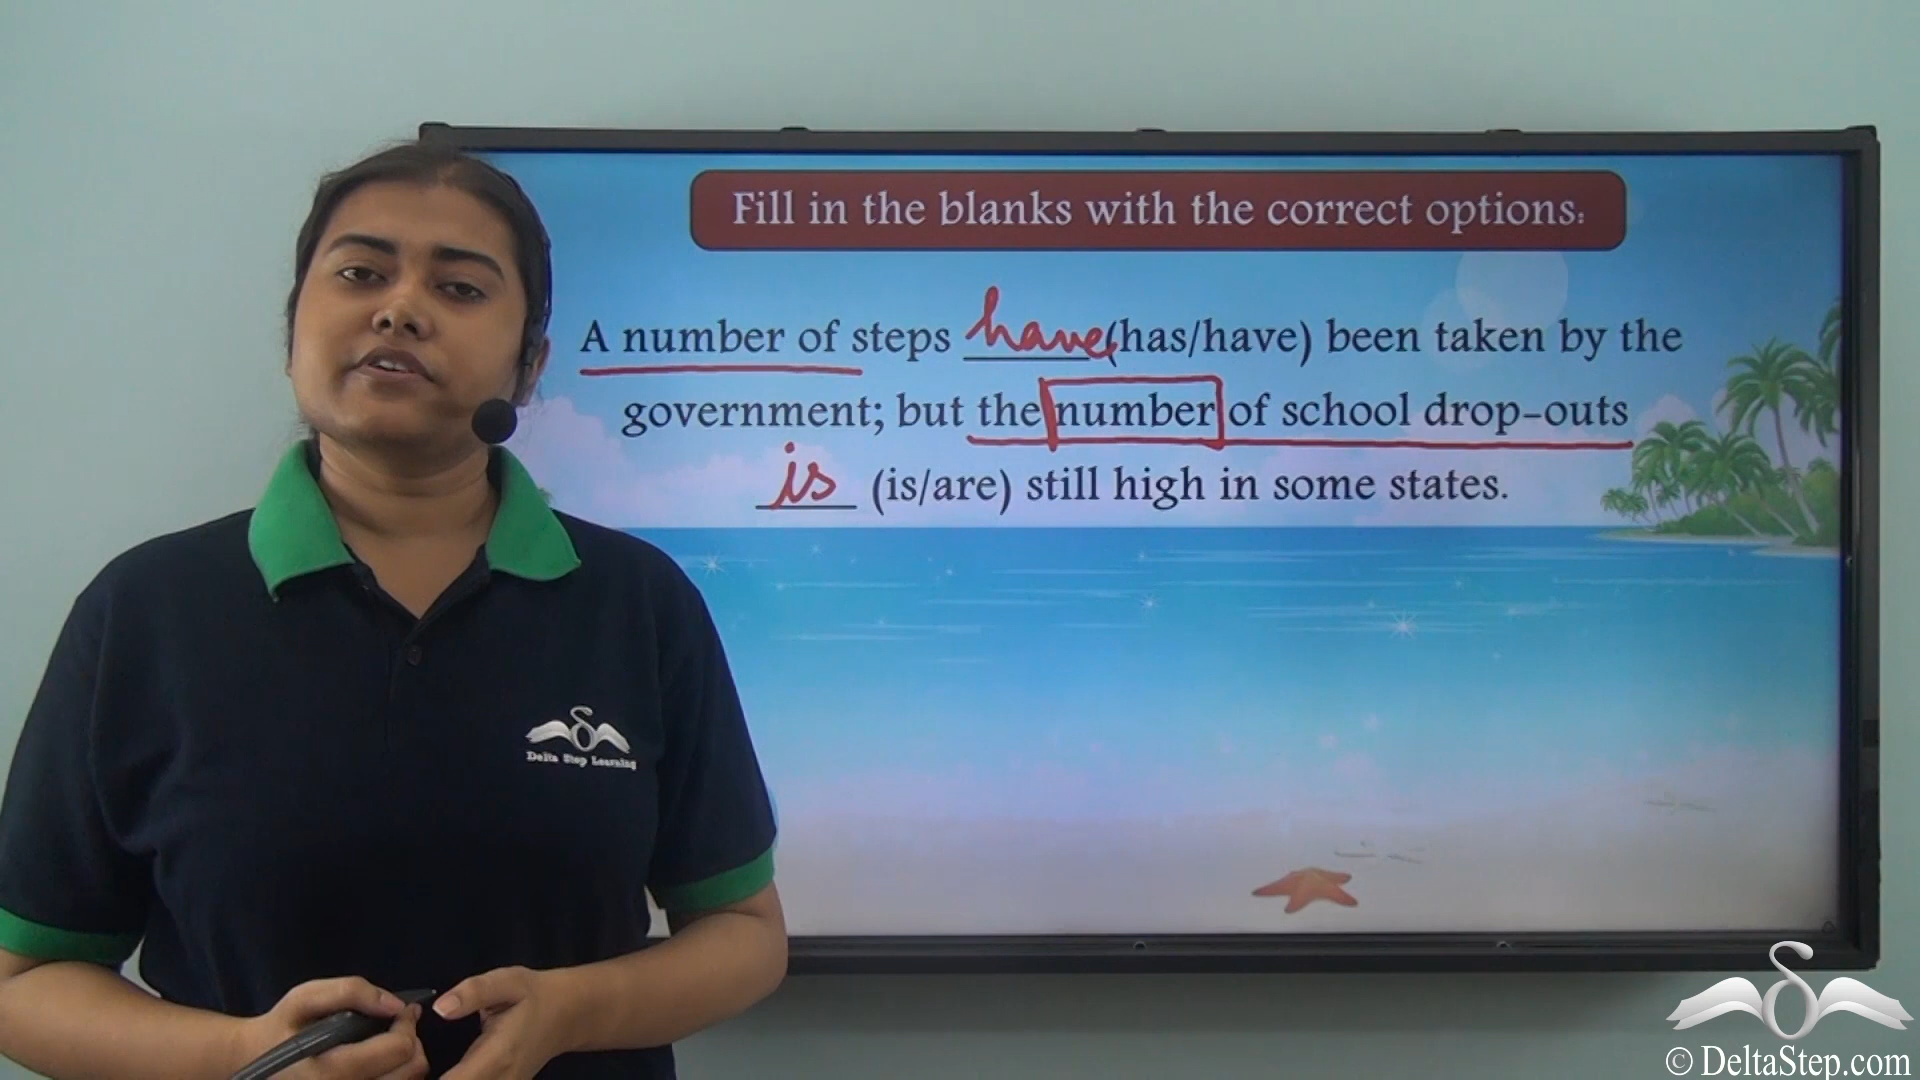 Fill in the blanks with the correct options:
A number of steps have (has/have) been taken by the
government; but the number of school drop-outs
is (is/are) still high in some states.
Delta Step Learning
© DeltaStep.com